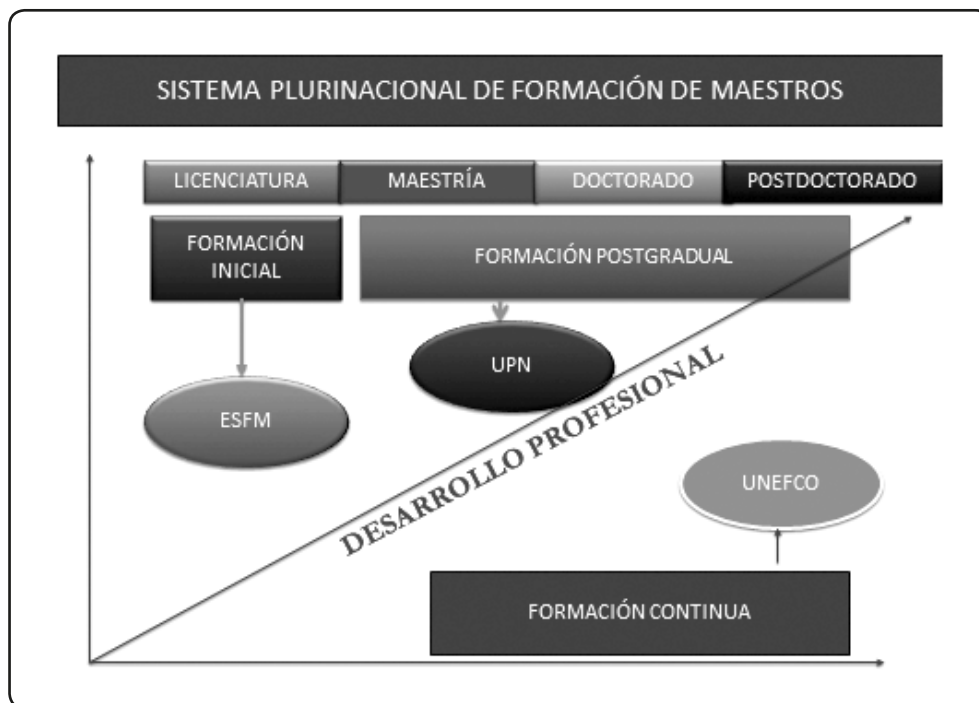 SISTEMA PLURINACIONAL DE FORMACIÓN DE MAESTROS
LICENCIATURA
MAESTRÍA
DOCTORADO
POSTDOCTORADO
FORMACIÓN
INICIAL
FORMACIÓN POSTGRADUAL
UPN
ESFM
DESARROLLO PROFESIONAL
UNEFCO
FORMACIÓN CONTINUA